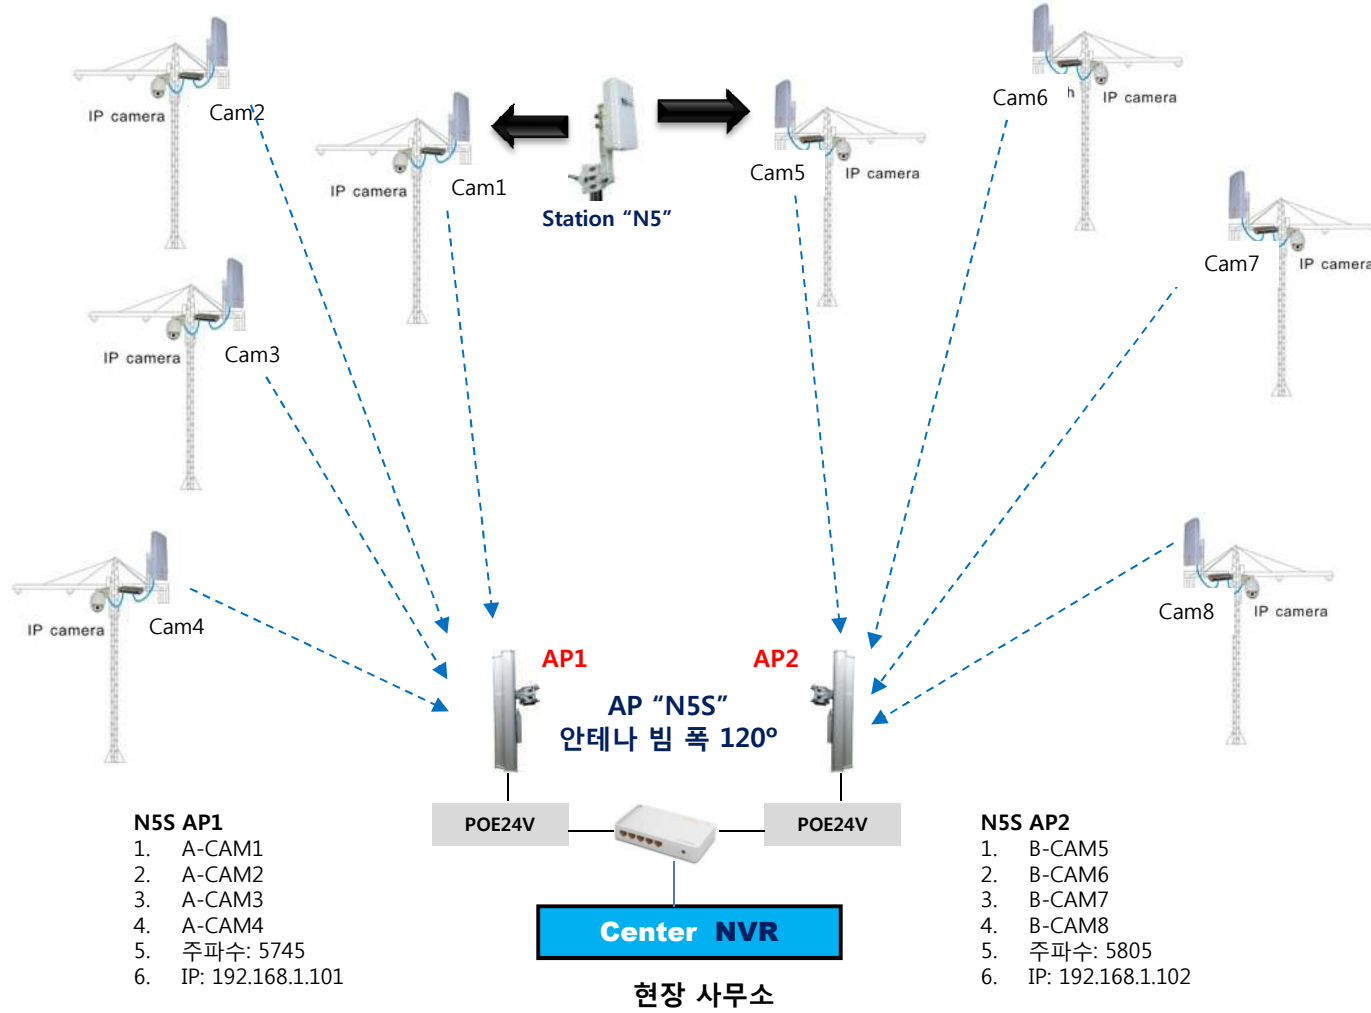 IP camera
Cam2
IP camera
Cam1
Station “N5”
Cam5
IP camera
Cam6
h
IP camera
Cam7
IP camera
IP camera
Cam3
IP camera
Cam4
Cam8
IP camera
AP1
AP2
AP “N5S”
안테나 빔 폭 120º
POE24V
POE24V
N5S AP1
1. A-CAM1
2. A-CAM2
3. A-CAM3
4. A-CAM4
5. 주파수: 5745
6. IP: 192.168.1.101
Center NVR
현장 사무소
N5S AP2
1. B-CAM5
2. B-CAM6
3. B-CAM7
4. B-CAM8
5. 주파수: 5805
6. IP: 192.168.1.102